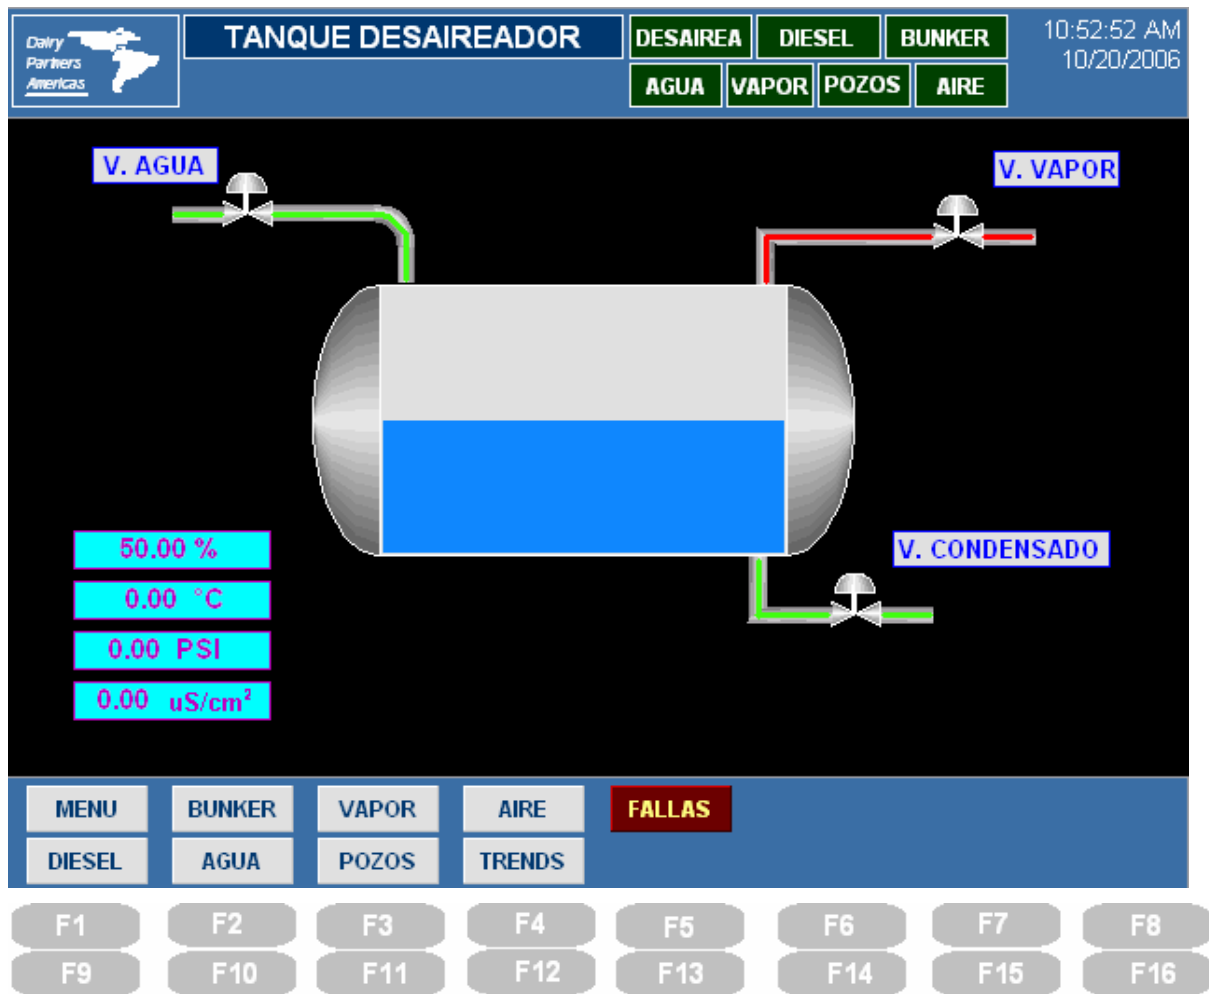 Dairy
Partners
Americas
TANQUE DESAIREADOR
DESAIREA DIESEL BUNKER
AGUA VAPOR POZOS AIRE
10:52:52 AM
10/20/2006
V. AGUA
V. VAPOR
V. CONDENSADO
50.00 %
0.00 °C
0.00 PSI
0.00 uS/cm²
MENU BUNKER VAPOR AIRE FALLAS
DIESEL AGUA POZOS TRENDS
F1 F2 F3 F4 F5 F6 F7 F8
F9 F10 F11 F12 F13 F14 F15 F16